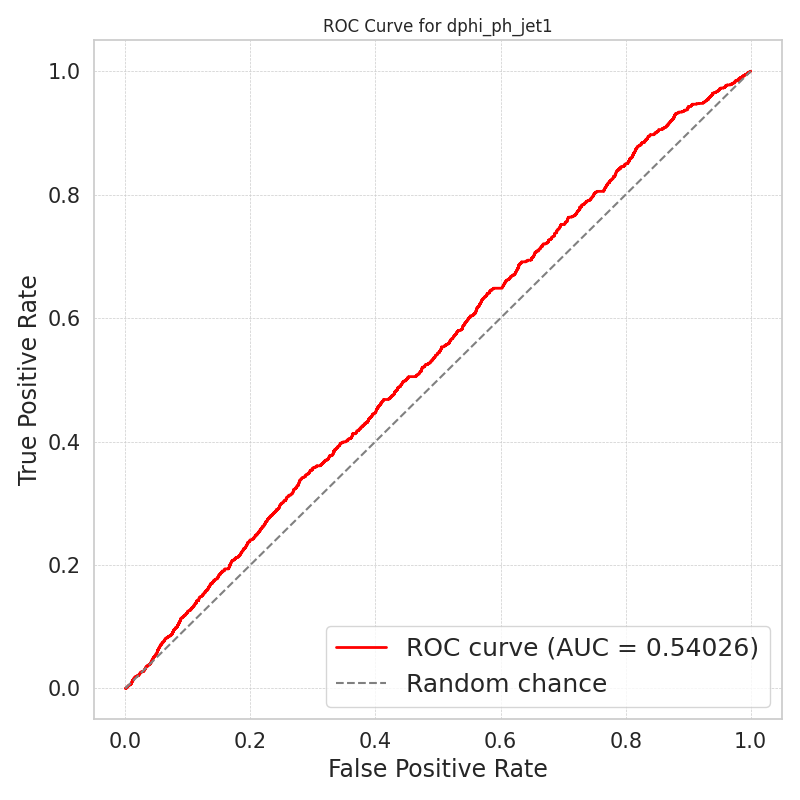 ROC Curve for dphi_ph_jet1
1.0
0.8
0.6
0.4
0.2
0.0
True Positive Rate
ROC curve (AUC = 0.54026)
Random chance
0.0 0.2 0.4 0.6 0.8 1.0
False Positive Rate